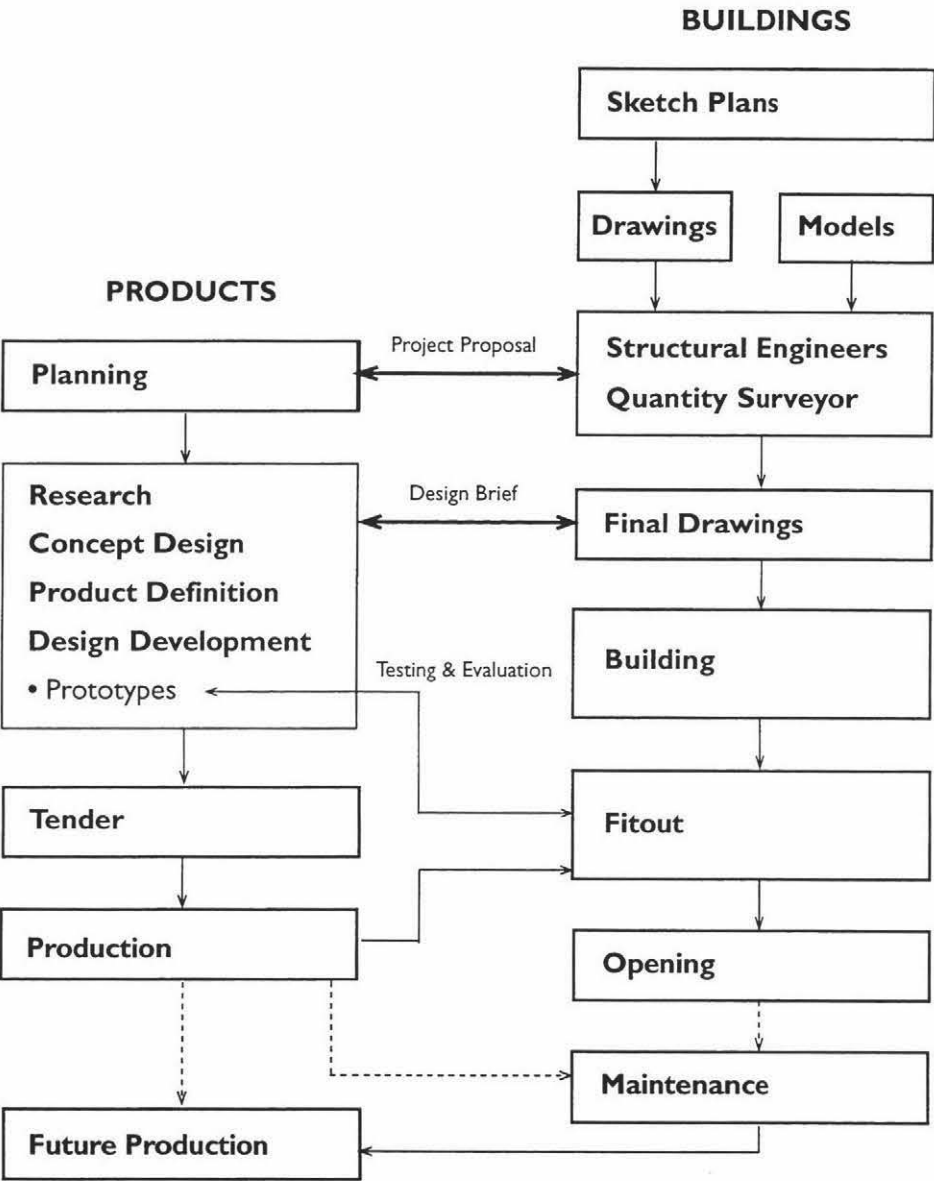 BUILDINGS
Sketch Plans
Drawings
Models
PRODUCTS
Planning
Project Proposal
Structural Engineers
Quantity Surveyor
Research
Concept Design
Product Definition
Design Development
• Prototypes
Design Brief
Final Drawings
Testing & Evaluation
Building
Tender
Fitout
Production
Opening
Maintenance
Future Production